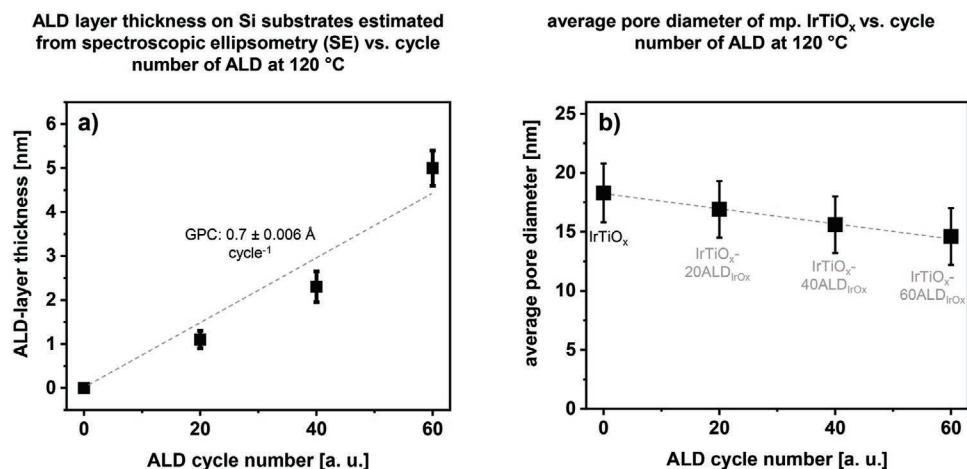 ALD layer thickness on Si substrates estimated
from spectroscopic ellipsometry (SE) vs. cycle
number of ALD at 120 °C
a)
ALD-layer thickness [nm]
6
5
4
3
2
1
0
GPC: 0.7 ± 0.006 Å
cycle⁻¹
0
20
40
60
ALD cycle number [a. u.]
average pore diameter of mp. IrTiOₓ vs. cycle
number of ALD at 120 °C
b)
average pore diameter [nm]
25
20
15
10
5
0
IrTiOₓ
IrTiOₓ-
20ALD_IrOx
IrTiOₓ-
40ALD_IrOx
IrTiOₓ-
60ALD_IrOx
0
20
40
60
ALD cycle number [a. u.]